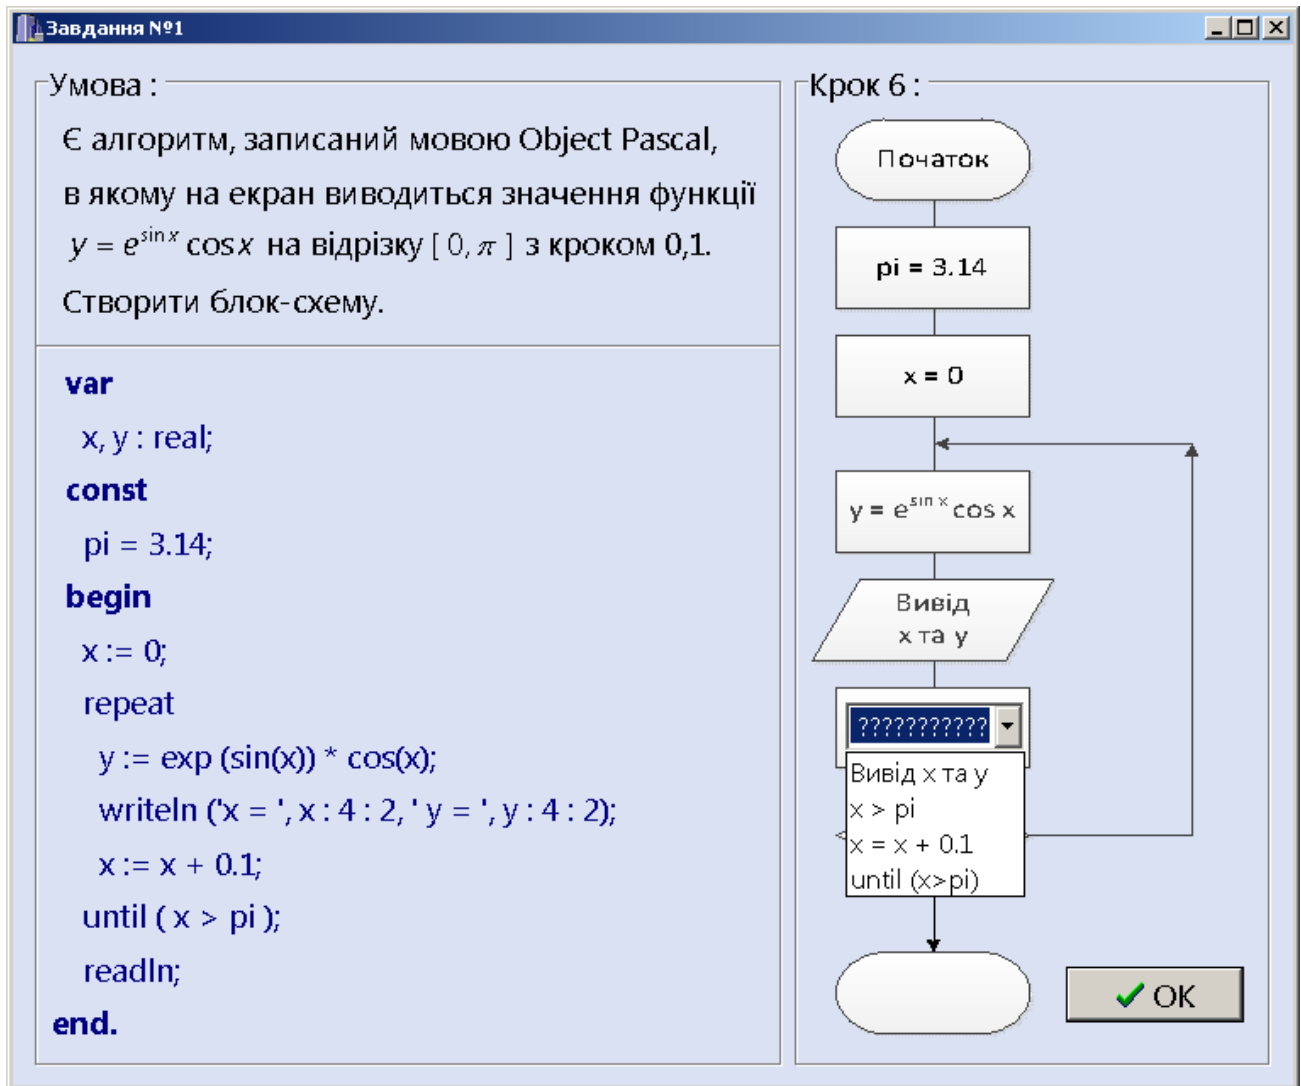 Завдання №1
Умова :
Є алгоритм, записаний мовою Object Pascal,
в якому на екран виводиться значення функції
y = e^sin x cos x на відрізку [ 0, π ] з кроком 0,1.
Створити блок-схему.
var
x, y : real;
const
pi = 3.14;
begin
x := 0;
repeat
y := exp (sin(x)) * cos(x);
writeln ('x = ', x : 4 : 2, ' y = ', y : 4 : 2);
x := x + 0.1;
until ( x > pi );
readln;
end.
Крок 6 :
Початок
pi = 3.14
x = 0
y = e^sin x cos x
Вивід
x та y
???????????
Вивід x та y
x > pi
x = x + 0.1
until (x>pi)
OK